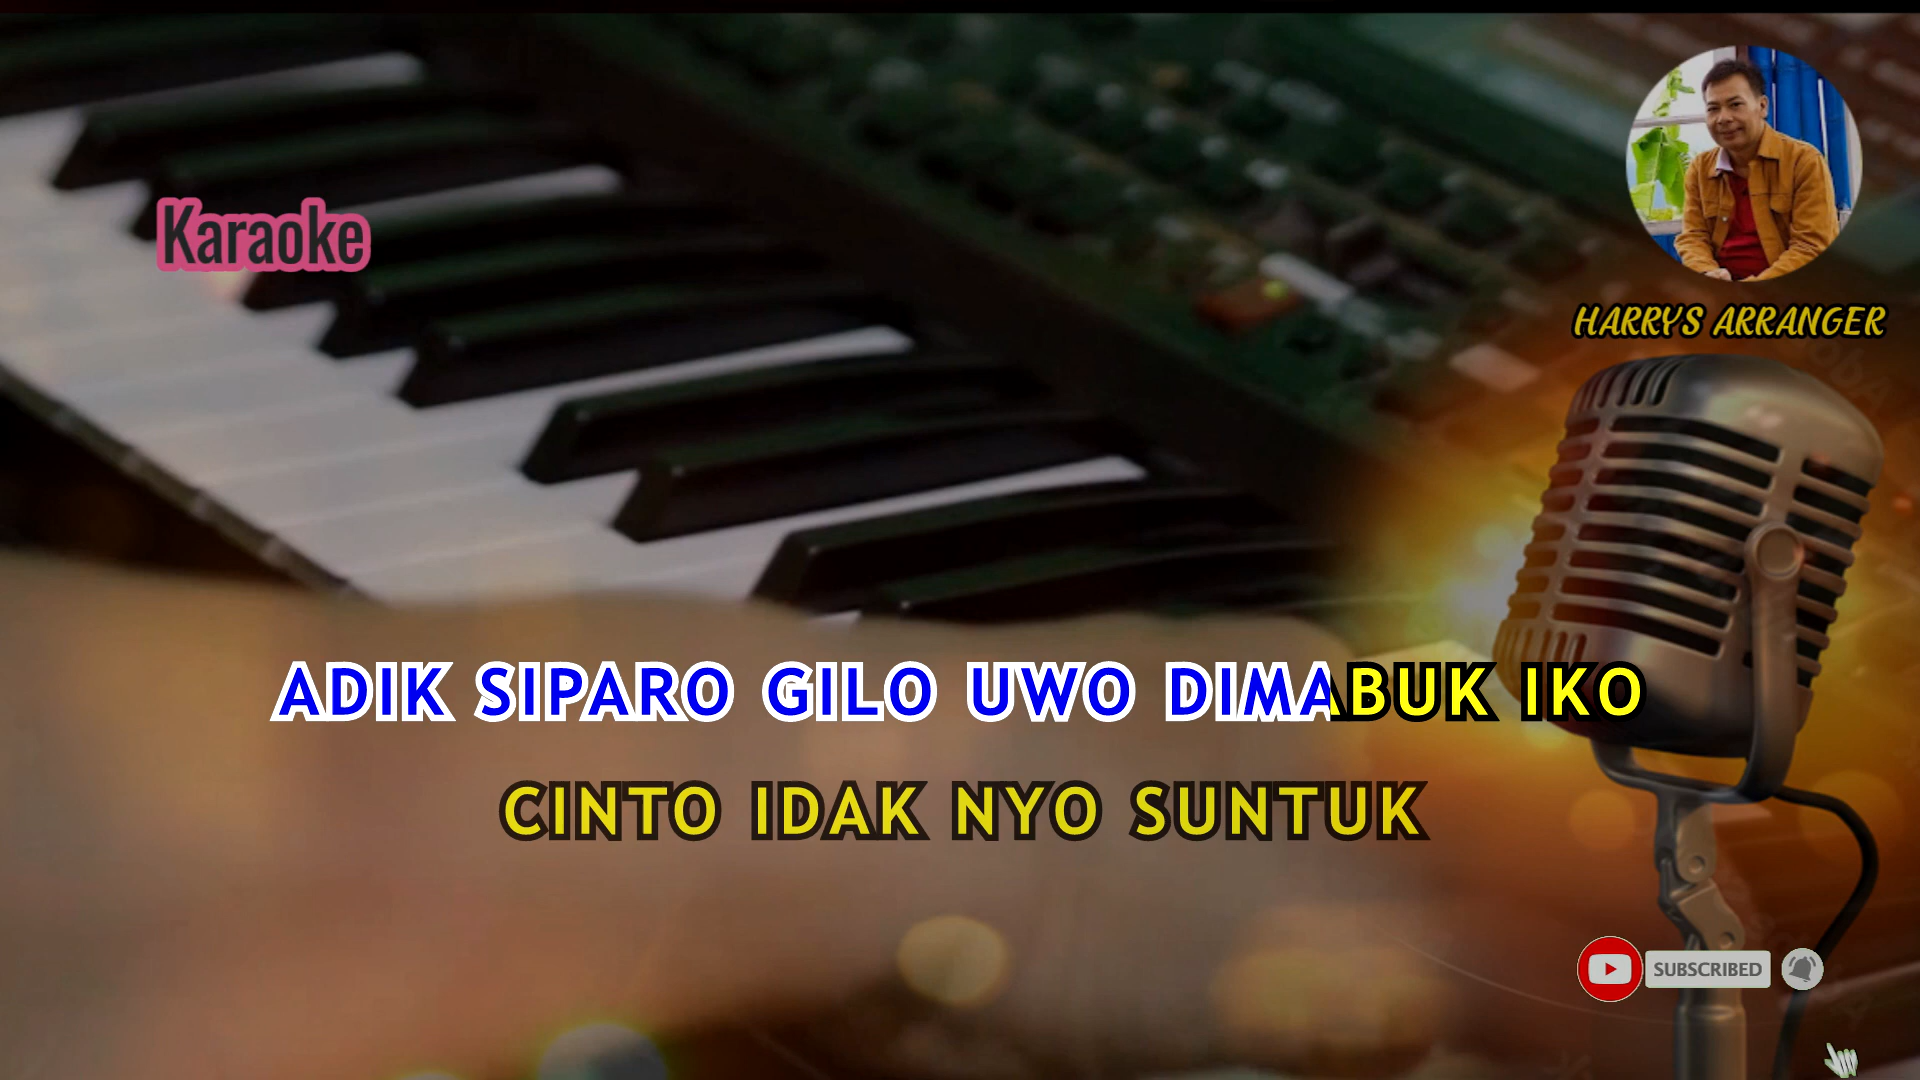 Karaoke
HARRYS ARRANGER
ADIK SIPARO GILO UWO DIMABUK IKO
CINTO IDAK NYO SUNTUK
SUBSCRIBED